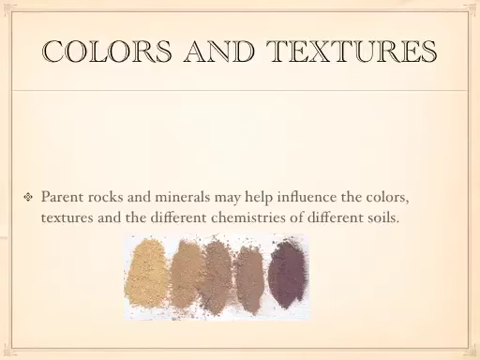 COLORS AND TEXTURES
Parent rocks and minerals may help influence the colors,
textures and the different chemistries of different soils.